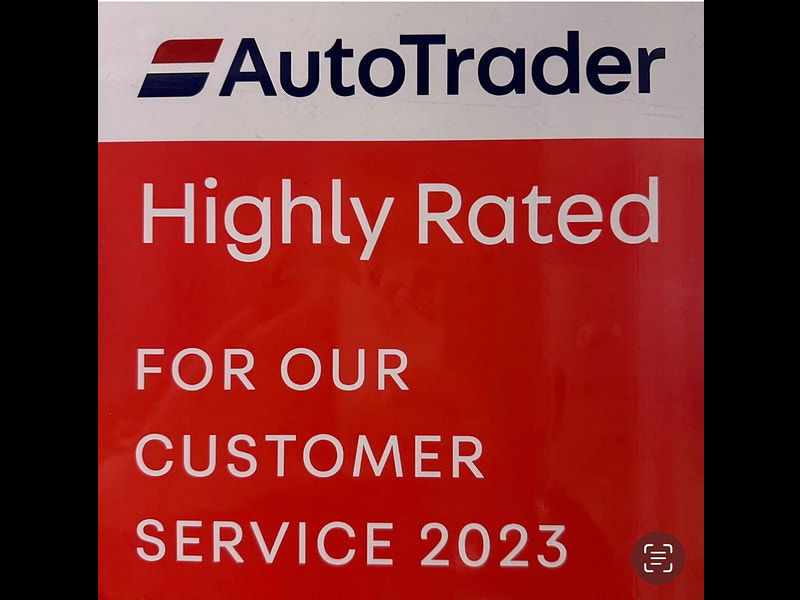 AutoTrader
Highly Rated
FOR OUR
CUSTOMER
SERVICE 2023